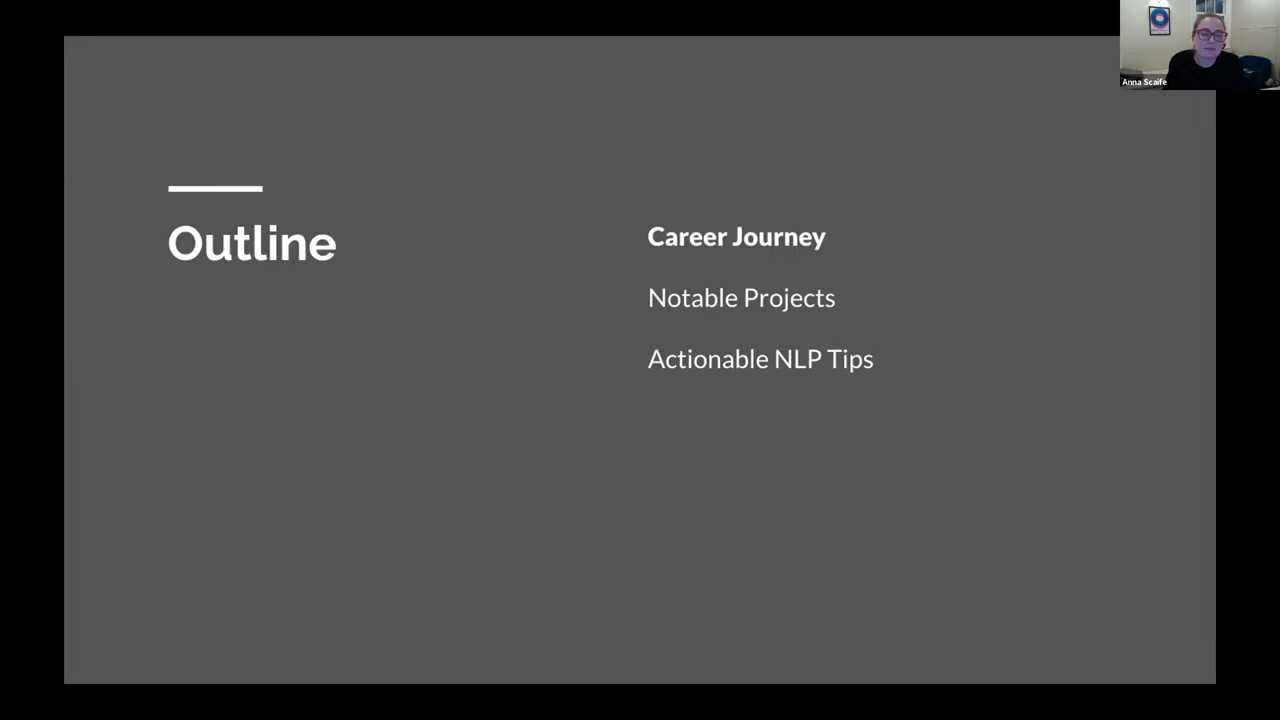 Outline
Career Journey
Notable Projects
Actionable NLP Tips
Anna Scaife